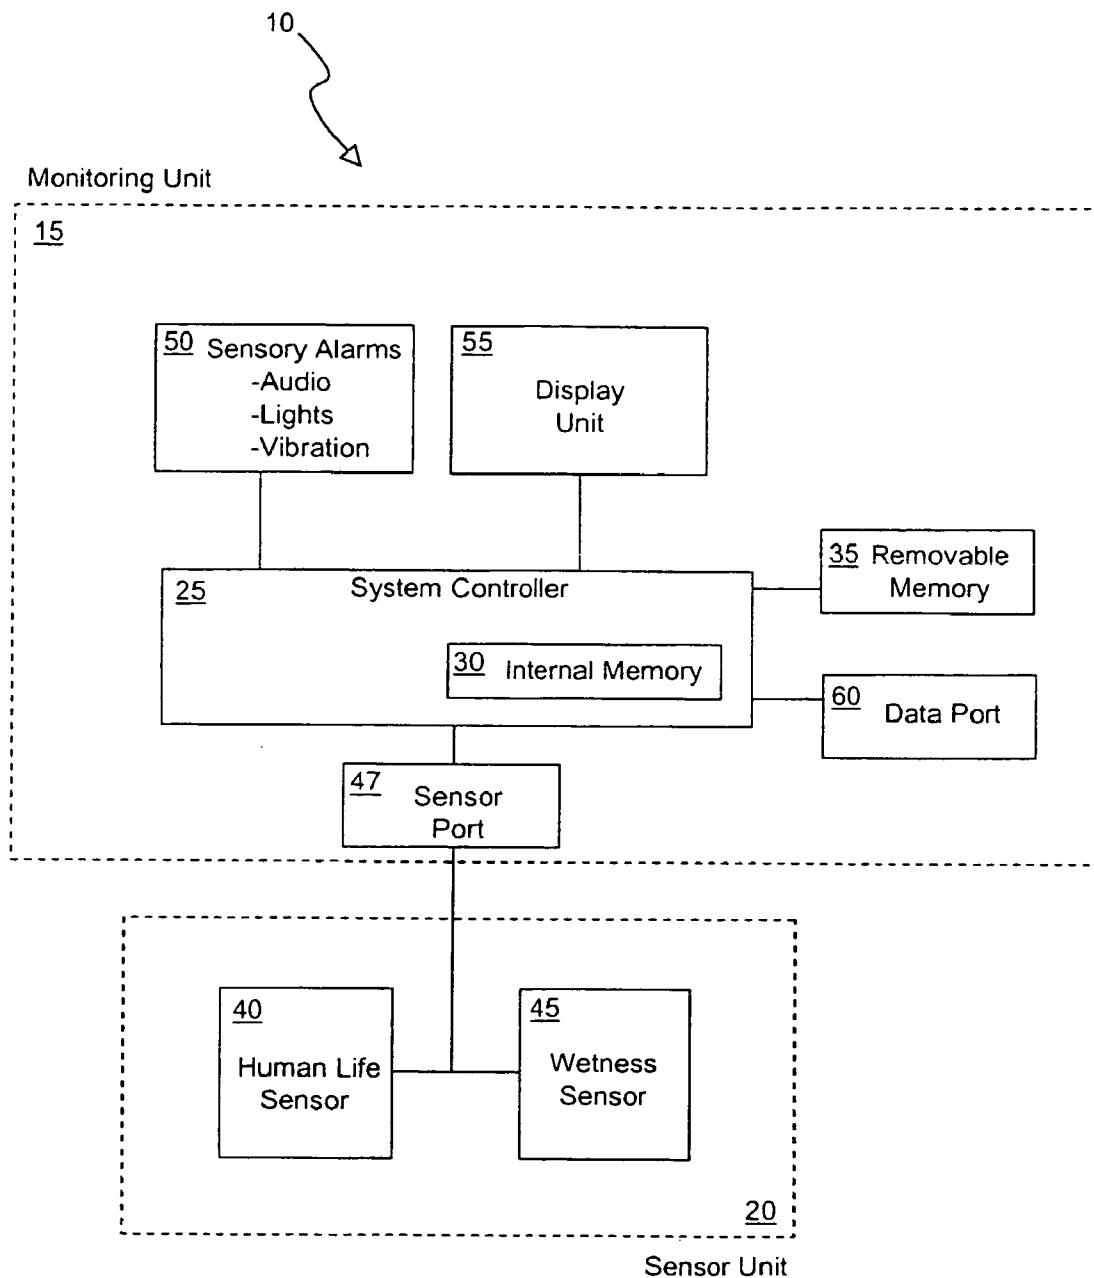 10
Monitoring Unit
15
50 Sensory Alarms
-Audio
-Lights
-Vibration
55
Display
Unit
35 Removable
Memory
25 System Controller
30 Internal Memory
60 Data Port
47
Sensor
Port
40
Human Life
Sensor
45
Wetness
Sensor
20
Sensor Unit